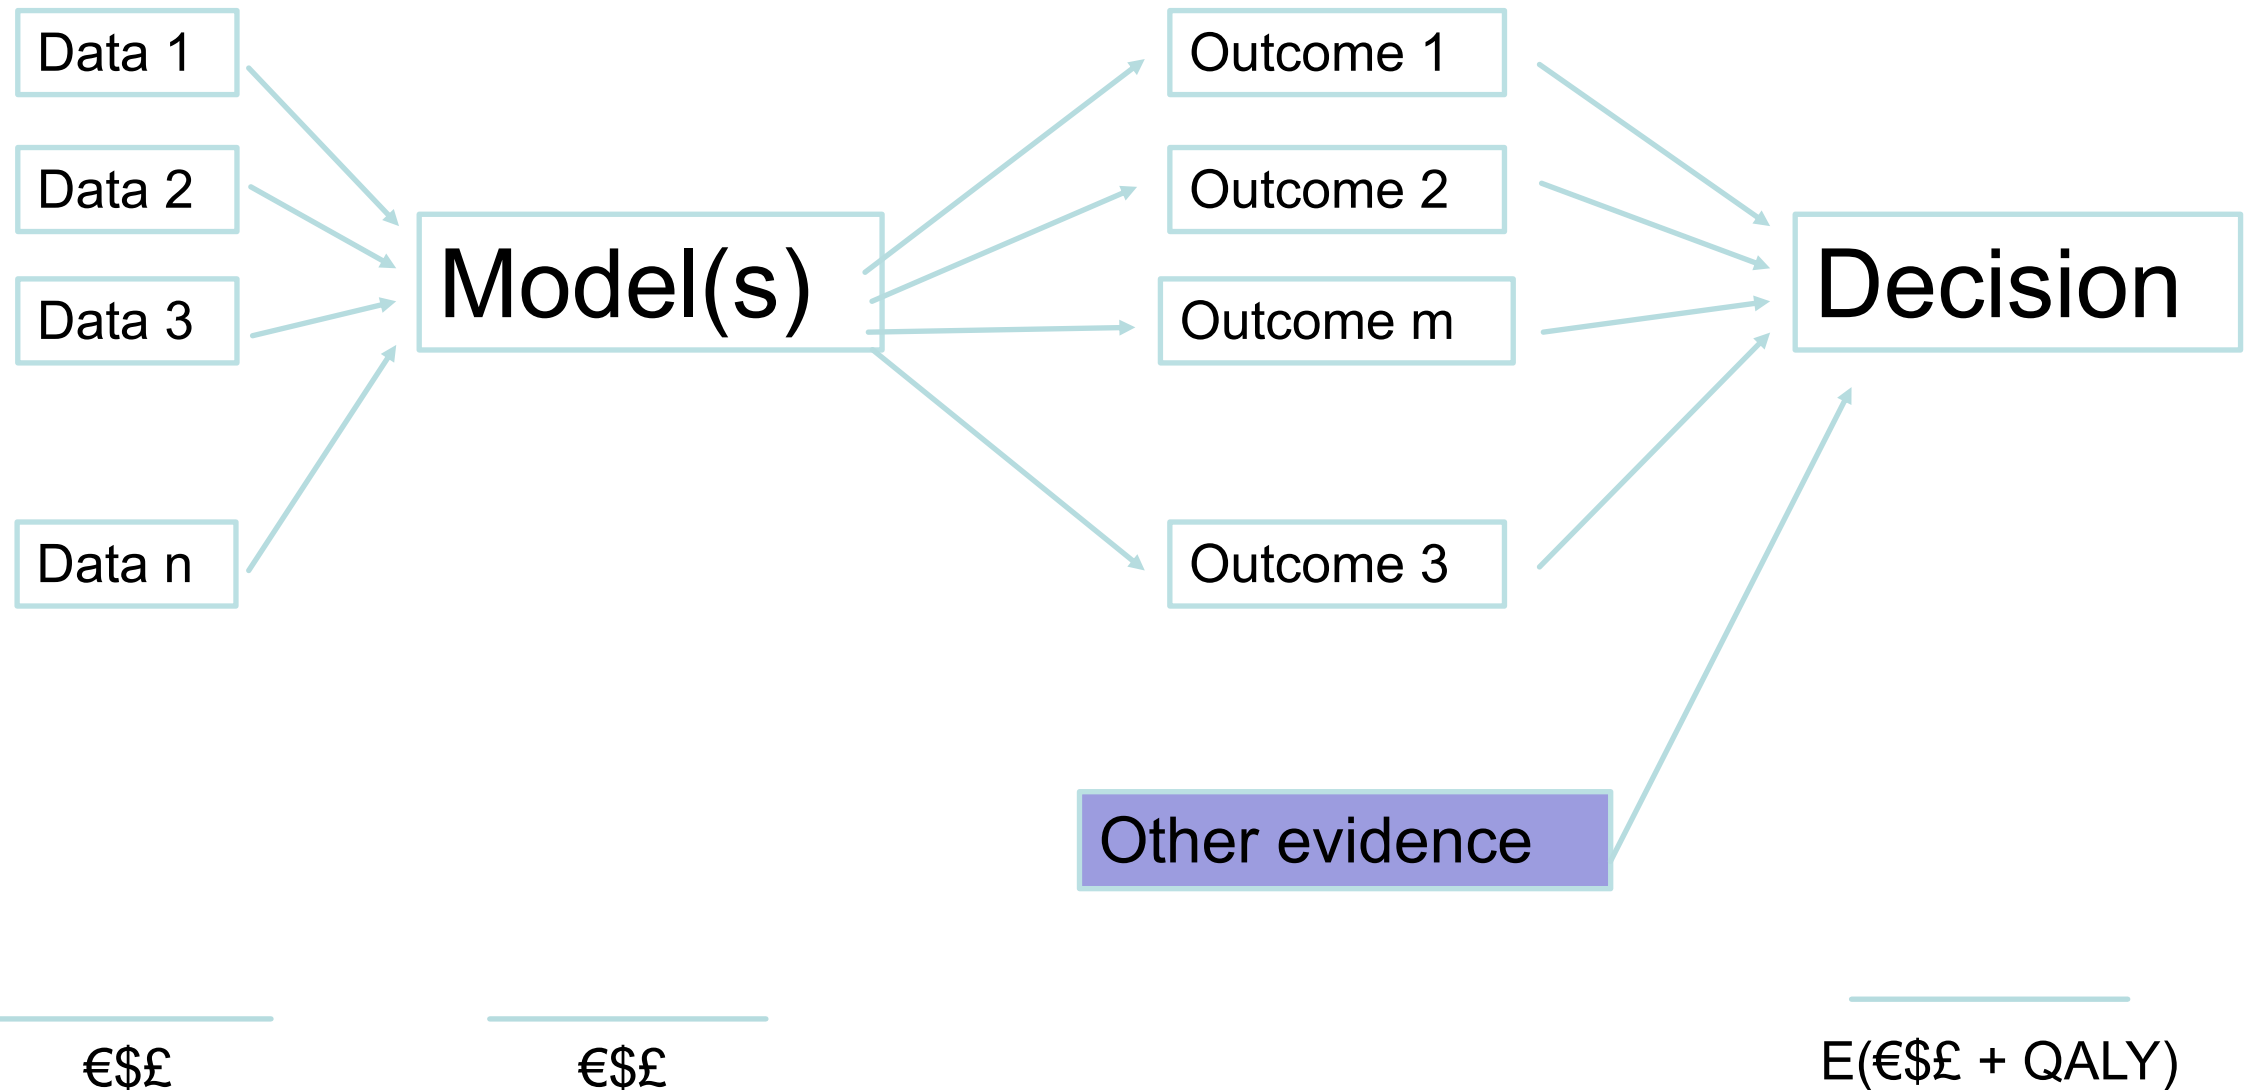 Data 1
Data 2
Data 3
Data n
Model(s)
Outcome 1
Outcome 2
Outcome m
Outcome 3
Decision
Other evidence
€$£
€$£
E(€$£ + QALY)